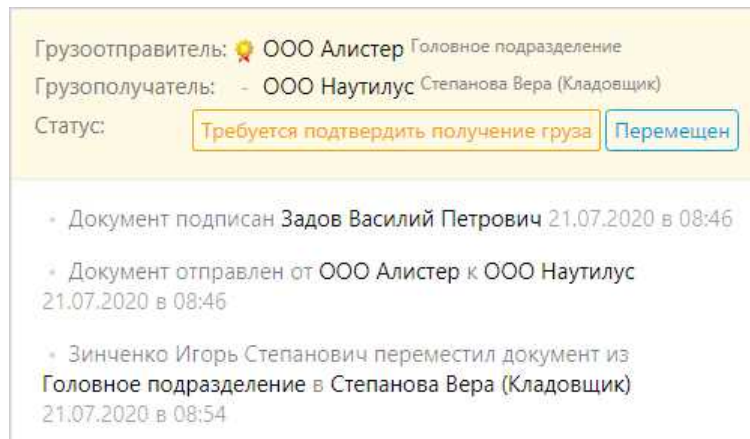 Грузоотправитель: ООО Алистер Головное подразделение
Грузополучатель: - ООО Наутилус Степанова Вера (Кладовщик)
Статус: Требуется подтвердить получение груза Перемещен
Документ подписан Задов Василий Петрович 21.07.2020 в 08:46
Документ отправлен от ООО Алистер к ООО Наутилус
21.07.2020 в 08:46
Зинченко Игорь Степанович переместил документ из
Головное подразделение в Степанова Вера (Кладовщик)
21.07.2020 в 08:54